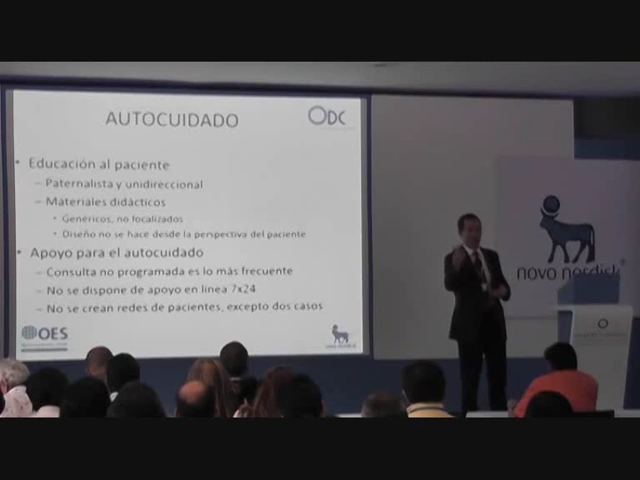 AUTOCUIDADO
ODC
• Educación al paciente
– Paternalista y unidireccional
– Materiales didácticos
• Genéricos, no focalizados
• Diseño no se hace desde la perspectiva del paciente
• Apoyo para el autocuidado
– Consulta no programada es lo más frecuente
– No se dispone de apoyo en linea 7x24
– No se crean redes de pacientes, excepto dos casos
OES
novo nordisk®